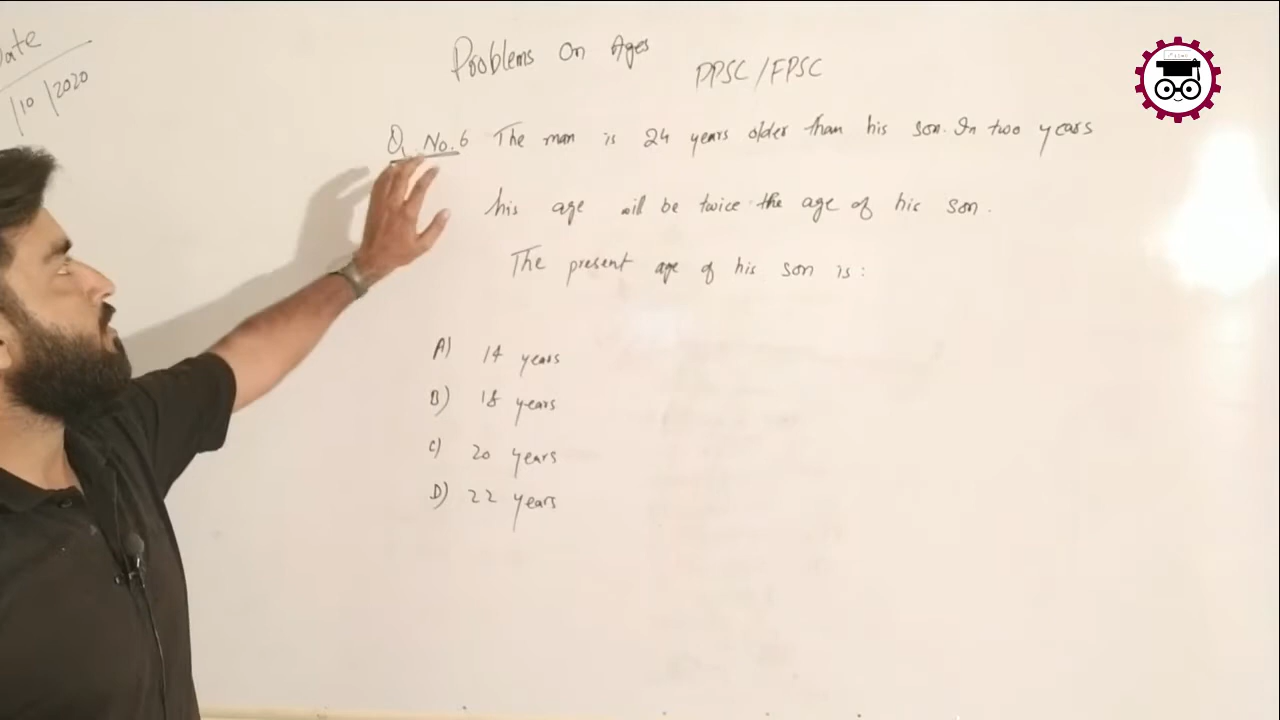 Date
/10/2020
Problems On Ages
PPSC/FPSC
Q. No. 6 The man is 24 years older than his son. In two years
his age will be twice the age of his son.
The present age of his son is:
A) 14 years
B) 18 years
C) 20 years
D) 22 years